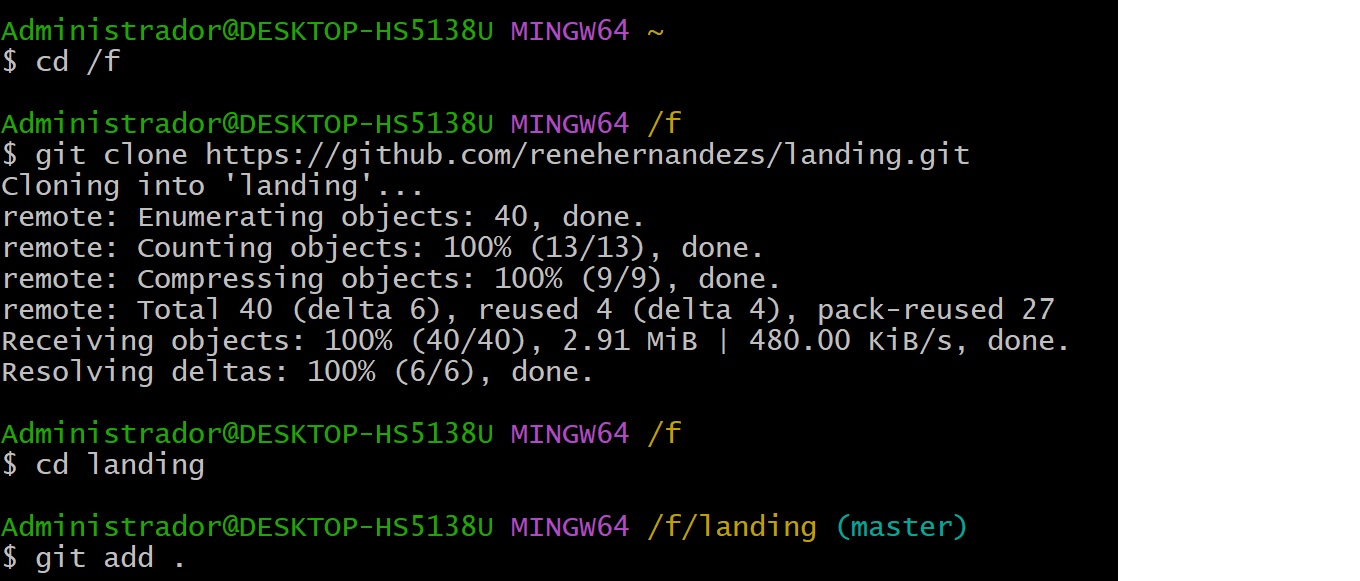 Administrador@DESKTOP-HS5138U MINGW64 ~
$ cd /f
Administrador@DESKTOP-HS5138U MINGW64 /f
$ git clone https://github.com/renehernandezs/landing.git
Cloning into 'landing'...
remote: Enumerating objects: 40, done.
remote: Counting objects: 100% (13/13), done.
remote: Compressing objects: 100% (9/9), done.
remote: Total 40 (delta 6), reused 4 (delta 4), pack-reused 27
Receiving objects: 100% (40/40), 2.91 MiB | 480.00 KiB/s, done.
Resolving deltas: 100% (6/6), done.
Administrador@DESKTOP-HS5138U MINGW64 /f
$ cd landing
Administrador@DESKTOP-HS5138U MINGW64 /f/landing (master)
$ git add .